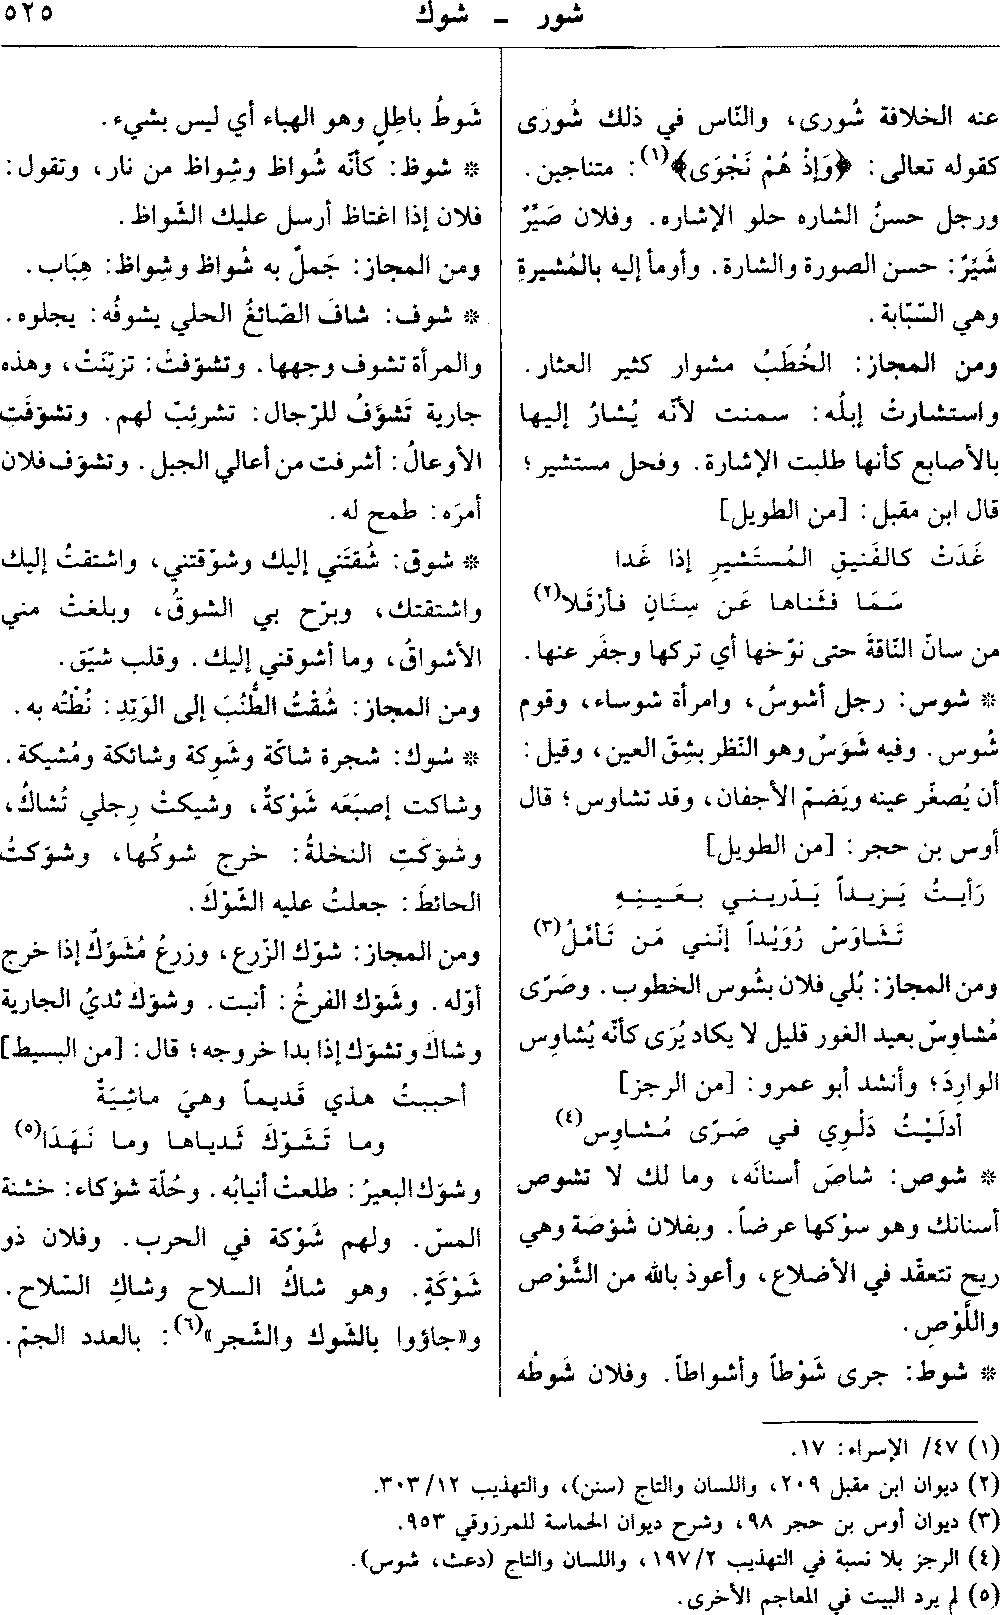 شور - شوك
٥٢٥
عنه الخلافة شُورى، والنّاس في ذلك شُورَى
كقوله تعالى: ﴿وَإذْ هُمْ نَجْوَى﴾(١): متناجين.
ورجل حسنُ الشاره حلو الإشاره. وفلان صَيِّرٌ
شَيِّرٌ: حسن الصورة والشارة. وأومأ إليه بالمُشيرةِ
وهي السّبّابة.
ومن المجاز: الخُطَبُ مشوار كثير العثار.
واستشارتْ إبلُه: سمنت لأنّه يُشارُ إليها
بالأصابع كأنها طلبت الإشارة. وفحل مستشير؛
قال ابن مقبل: [من الطويل]
غَدَتْ كالفَنيقِ المُستَشيرِ إذا غَدا
سَمَا فثَناها عَن سِنَانٍ فأرْقَلا(٢)
من سانّ النّاقةَ حتى نوّخها أي تركها وجفَر عنها.
* شوس: رجل أشوسُ، وامرأة شوساء، وقوم
شُوس. وفيه شَوَسٌ وهو النّظر بشِقّ العين، وقيل:
أن يُصغّر عينه ويَضمّ الأجفان، وقد تشاوس؛ قال
أوس بن حجر: [من الطويل]
رَأيتُ يَزيداً يَدّريني بعَينِهِ
تَشَاوَسْ رُوَيْداً إنّني مَن تَأمّلُ(٣)
ومن المجاز: بُلي فلان بشُوس الخطوب. وصَرًى
مُشاوِسٌ بعيد الغور قليل لا يكاد يُرَى كأنّه يُشاوِس
الوارِدَ؛ وأنشد أبو عمرو: [من الرجز]
أدلَيْتُ دَلْوِي في صَرًى مُشاوِسِ(٤)
* شوص: شاصَ أسنانَه، وما لك لا تشوص
أسنانك وهو سوْكها عرضاً. وبفلان شَوْصَة وهي
ريح تتعقّد في الأضلاع، وأعوذ بالله من الشَّوْص
واللَّوْصِ.
* شوط: جرى شَوْطاً وأشواطاً. وفلان شَوطُه
شَوطُ باطِلٍ وهو الهباء أي ليس بشيء.
* شوظ: كأنّه شُواظ وشِواظ من نار، وتقول:
فلان إذا اغتاظ أرسل عليك الشّواظ.
ومن المجاز: جَملٌ به شُواظ وشِواظ: هِبَاب.
* شوف: شافَ الصّائغُ الحلي يشوفُه: يجلوه.
والمرأة تشوف وجهها. وتشوّفتْ: تزيّنَتْ، وهذه
جارية تَشوَّفُ للرّجال: تشرئِبّ لهم. وتشوّفَت
الأوعالُ: أشرفت من أعالي الجبل. وتشوّف فلان
أمرَه: طمح له.
* شوق: شُقتَني إليك وشوّقتني، واشتقتُ إليك
واشتقتك، وبرّح بي الشوقُ، وبلغتْ مني
الأشواقُ، وما أشوقني إليك. وقلب شيّق.
ومن المجاز: شُقْتُ الطُّنُبَ إلى الوَتِدِ: نُطْتُه به.
* شوك: شجرة شاكَة وشَوِكة وشائكة ومُشيكة.
وشاكت إصبَعَه شَوْكةٌ، وشيكتْ رِجلي تُشاكُ،
وشَوّكَتِ النخلةُ: خرج شوكُها، وشوّكتُ
الحائطَ: جعلتُ عليه الشّوْكَ.
ومن المجاز: شوّك الزّرع، وزرعُ مُشَوّكٌ إذا خرج
أوّله. وشَوّك الفرخُ: أنبت. وشوّك ثديُ الجارية
وشاكَ وتشوّك إذا بدا خروجه؛ قال: [من البسيط]
أحببتُ هذي قَديماً وهيَ ماشِيَةٌ
وما تَشَوّكَ ثَدياها وما نَهَدَا(٥)
وشوّك البعيرُ: طلعتْ أنيابُه. وحُلّة شوْكاء: خشنة
المسّ. ولهم شَوْكة في الحرب. وفلان ذو
شَوْكَةٍ. وهو شاكُ السلاح وشاكِ السّلاح.
و«جاؤوا بالشّوك والشّجر»(٦): بالعدد الجمّ.
(١) ٤٧/ الإسراء: ١٧.
(٢) ديوان ابن مقبل ٢٠٩، واللسان والتاج (سنن)، والتهذيب ٣٠٣/١٢.
(٣) ديوان أوس بن حجر ٩٨، وشرح ديوان الحماسة للمرزوقي ٩٥٣.
(٤) الرجز بلا نسبة في التهذيب ١٩٧/٢، واللسان والتاج (دعث، شوس).
(٥) لم يرد البيت في المعاجم الأخرى.